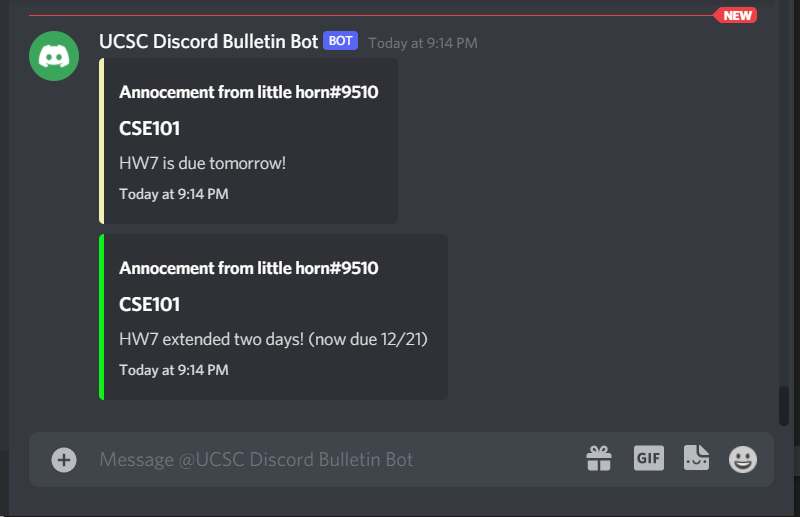 NEW
UCSC Discord Bulletin Bot BOT Today at 9:14 PM
Annocement from little horn#9510
CSE101
HW7 is due tomorrow!
Today at 9:14 PM
Annocement from little horn#9510
CSE101
HW7 extended two days! (now due 12/21)
Today at 9:14 PM
Message @UCSC Discord Bulletin Bot
GIF